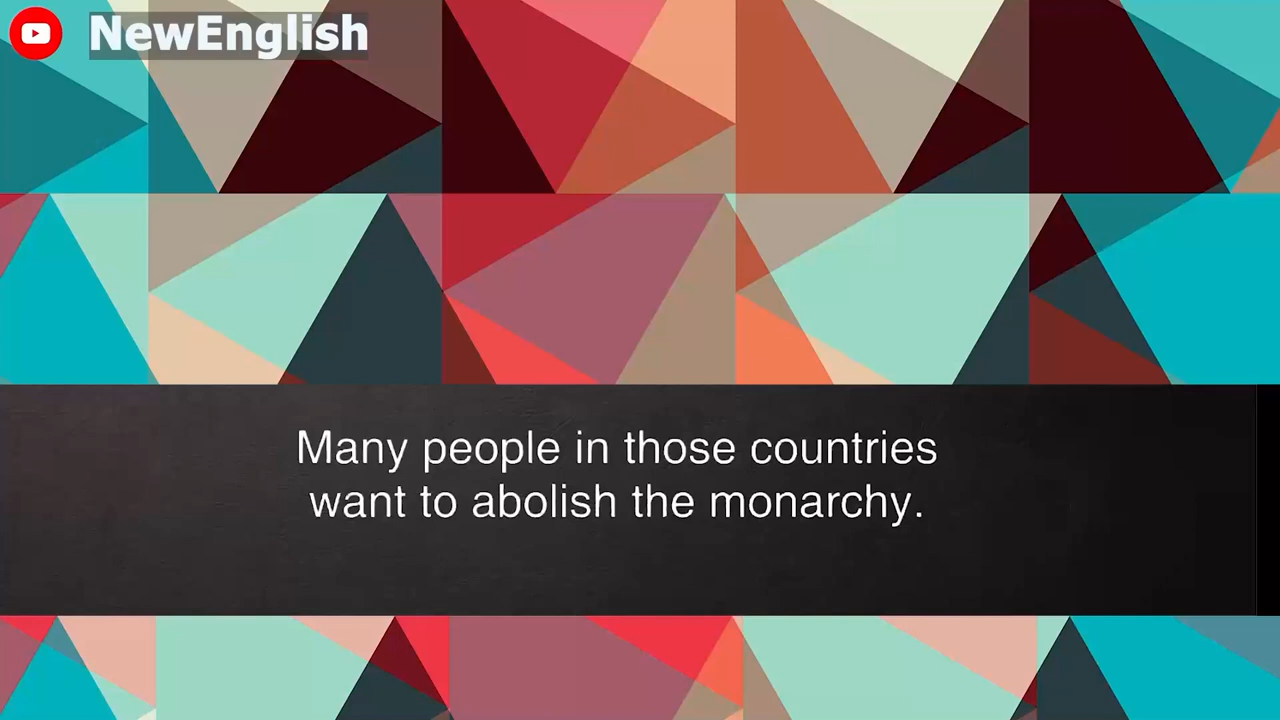 NewEnglish
Many people in those countries
want to abolish the monarchy.